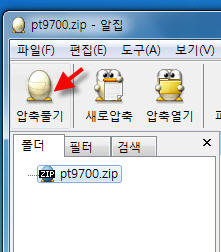 pt9700.zip - 알집
파일(F) 편집(E) 도구(A) 보기(V)
압축풀기 새로압축 압축열기
폴더 필터 검색
ZIP pt9700.zip